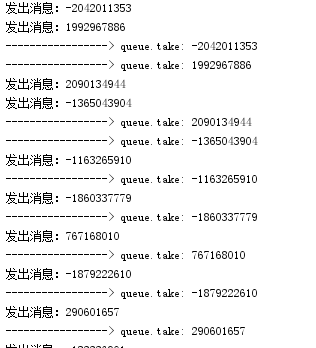 发出消息：-2042011353
发出消息：1992967886
-----------------> queue.take: -2042011353
-----------------> queue.take: 1992967886
发出消息：2090134944
发出消息：-1365043904
-----------------> queue.take: 2090134944
-----------------> queue.take: -1365043904
发出消息：-1163265910
-----------------> queue.take: -1163265910
发出消息：-1860337779
-----------------> queue.take: -1860337779
发出消息：767168010
-----------------> queue.take: 767168010
发出消息：-1879222610
-----------------> queue.take: -1879222610
发出消息：290601657
-----------------> queue.take: 290601657